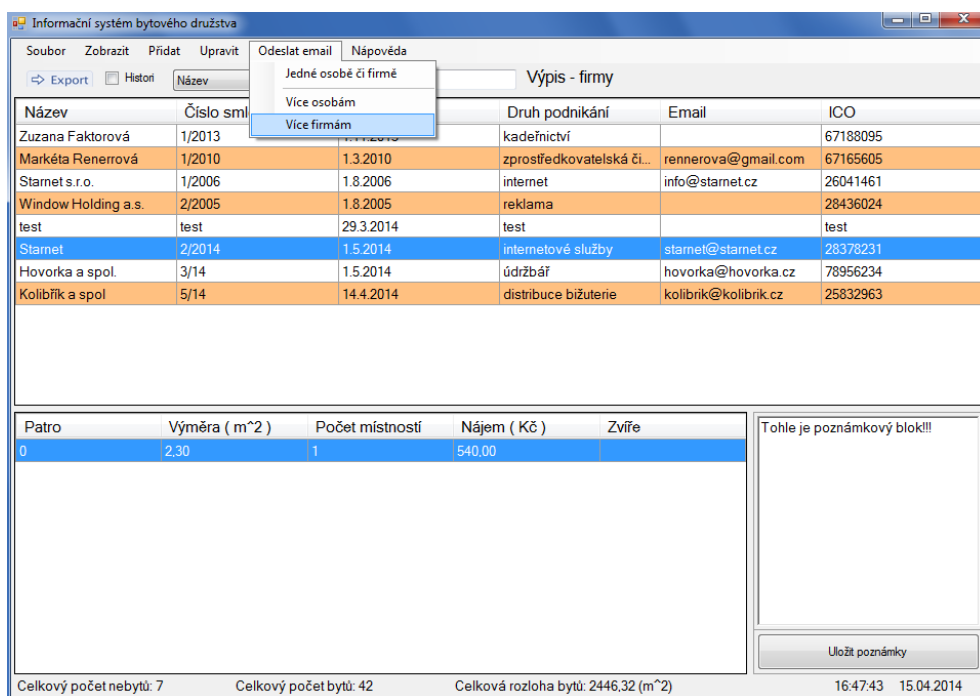 Informační systém bytového družstva
Soubor Zobrazit Přidat Upravit Odeslat email Nápověda
Export Histori Název Výpis - firmy
Jedné osobě či firmě
Více osobám
Více firmám
Název Číslo Druh podnikání Email ICO
Zuzana Faktorová 1/2013 kadeřnictví 67188095
Markéta Renerrová 1/2010 1.3.2010 zprostředkovatelská či... rennerova@gmail.com 67165605
Starnet s.r.o. 1/2006 1.8.2006 internet info@starnet.cz 26041461
Window Holding a.s. 2/2005 1.8.2005 reklama 28436024
test test 29.3.2014 test test
Starnet 2/2014 1.5.2014 internetové služby starnet@starnet.cz 28378231
Hovorka a spol. 3/14 1.5.2014 údržbář hovorka@hovorka.cz 78956234
Kolibřík a spol 5/14 14.4.2014 distribuce bižuterie kolibrik@kolibrik.cz 25832963
Patro Výměra ( m^2 ) Počet místností Nájem ( Kč ) Zvíře
0 2,30 1 540,00
Tohle je poznámkový blok!!!
Uložit poznámky
Celkový počet nebytů: 7 Celkový počet bytů: 42 Celková rozloha bytů: 2446,32 (m^2) 16:47:43 15.04.2014